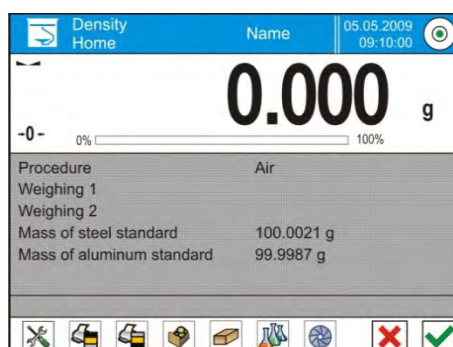 Density
Home
Name
05.05.2009
09:10:00
0.000 g
-0-
0% 100%
Procedure Air
Weighing 1
Weighing 2
Mass of steel standard 100.0021 g
Mass of aluminum standard 99.9987 g